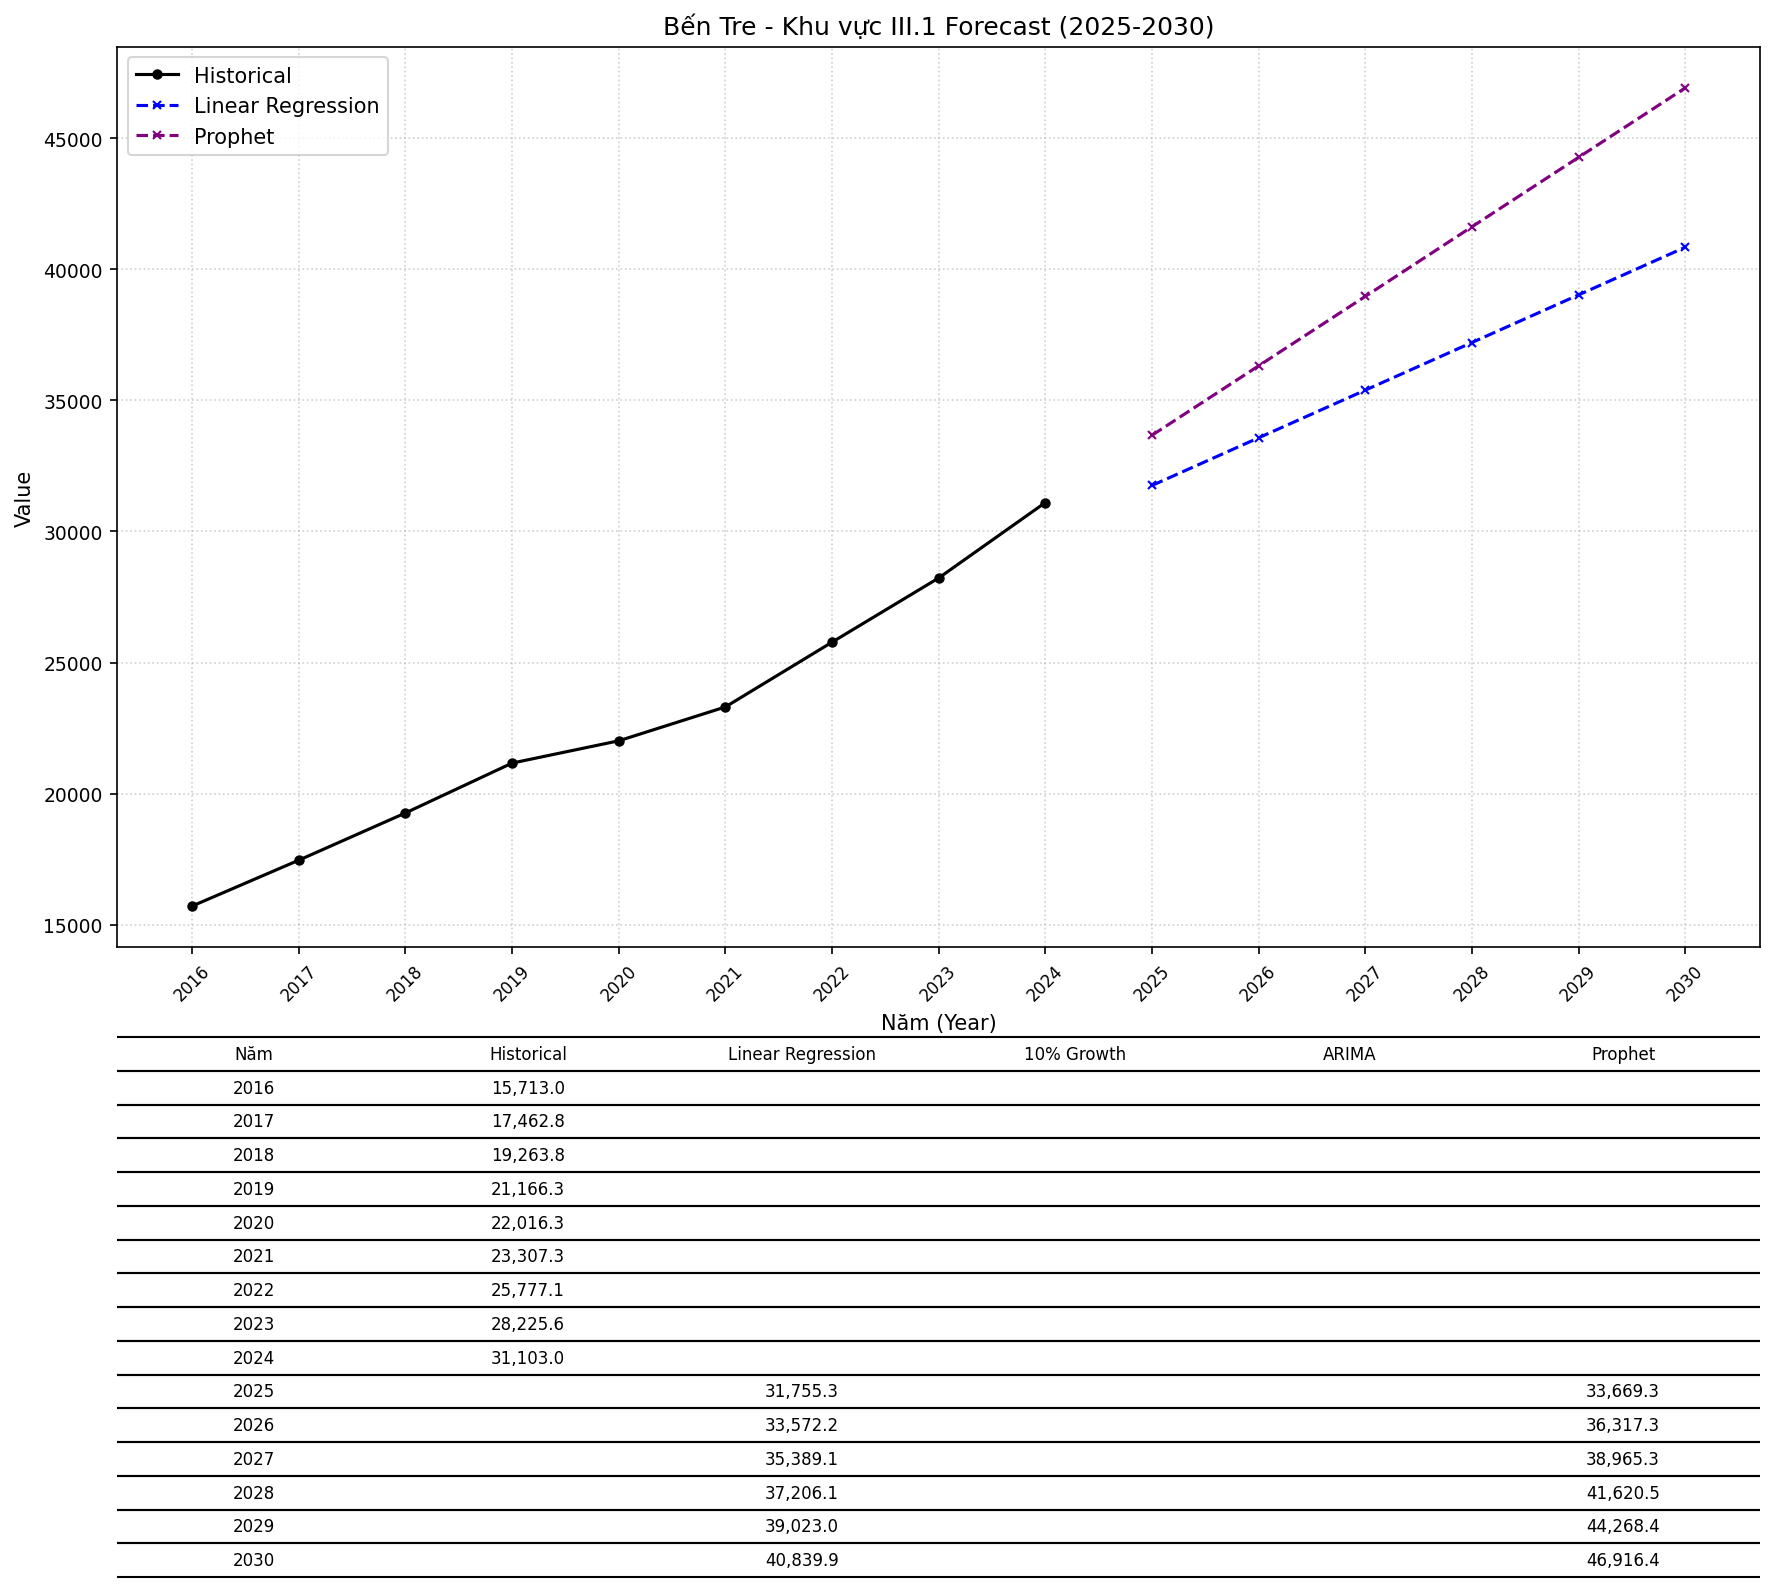 Bến Tre - Khu vực III.1 Forecast (2025-2030)
Historical
Linear Regression
Prophet
45000
40000
35000
30000
25000
20000
15000
Value
2016 2017 2018 2019 2020 2021 2022 2023 2024 2025 2026 2027 2028 2029 2030
Năm (Year)
Năm Historical Linear Regression 10% Growth ARIMA Prophet
2016 15,713.0
2017 17,462.8
2018 19,263.8
2019 21,166.3
2020 22,016.3
2021 23,307.3
2022 25,777.1
2023 28,225.6
2024 31,103.0
2025 31,755.3 33,669.3
2026 33,572.2 36,317.3
2027 35,389.1 38,965.3
2028 37,206.1 41,620.5
2029 39,023.0 44,268.4
2030 40,839.9 46,916.4